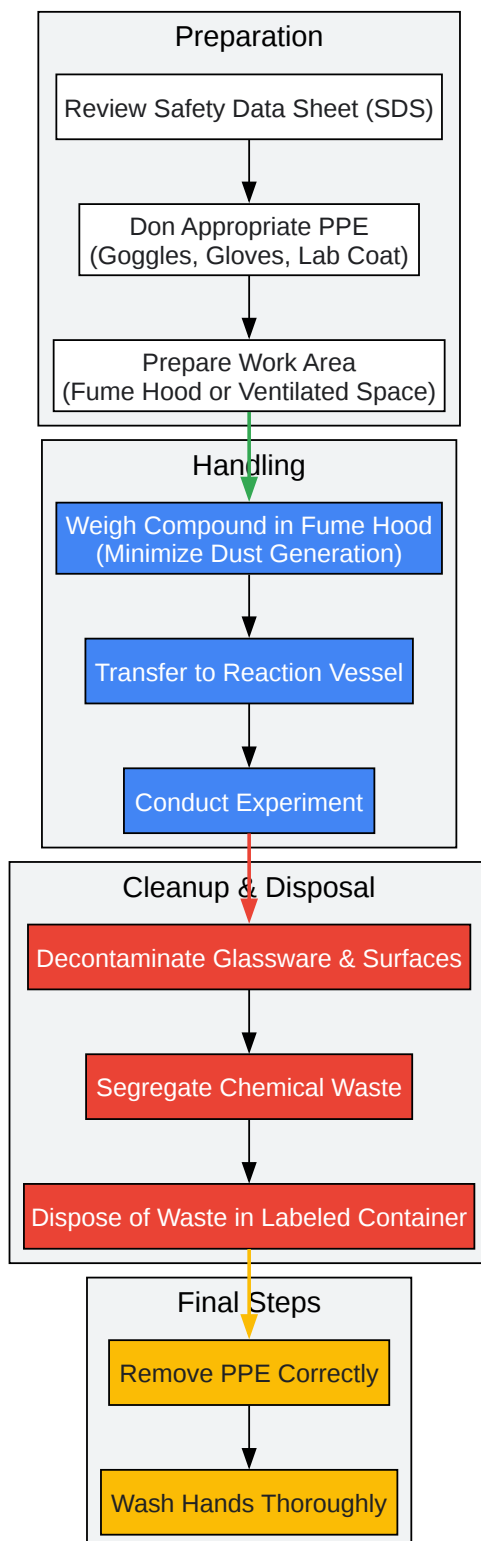 Preparation
Review Safety Data Sheet (SDS)
Don Appropriate PPE
(Goggles, Gloves, Lab Coat)
Prepare Work Area
(Fume Hood or Ventilated Space)
Handling
Weigh Compound in Fume Hood
(Minimize Dust Generation)
Transfer to Reaction Vessel
Conduct Experiment
Cleanup & Disposal
Decontaminate Glassware & Surfaces
Segregate Chemical Waste
Dispose of Waste in Labeled Container
Final Steps
Remove PPE Correctly
Wash Hands Thoroughly